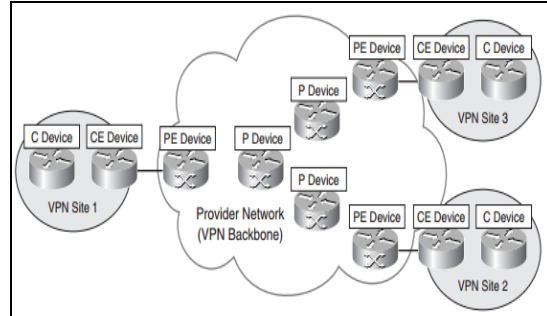 PE Device CE Device C Device
P Device
VPN Site 3
C Device CE Device PE Device P Device
P Device
VPN Site 1
Provider Network
(VPN Backbone)
PE Device CE Device C Device
VPN Site 2